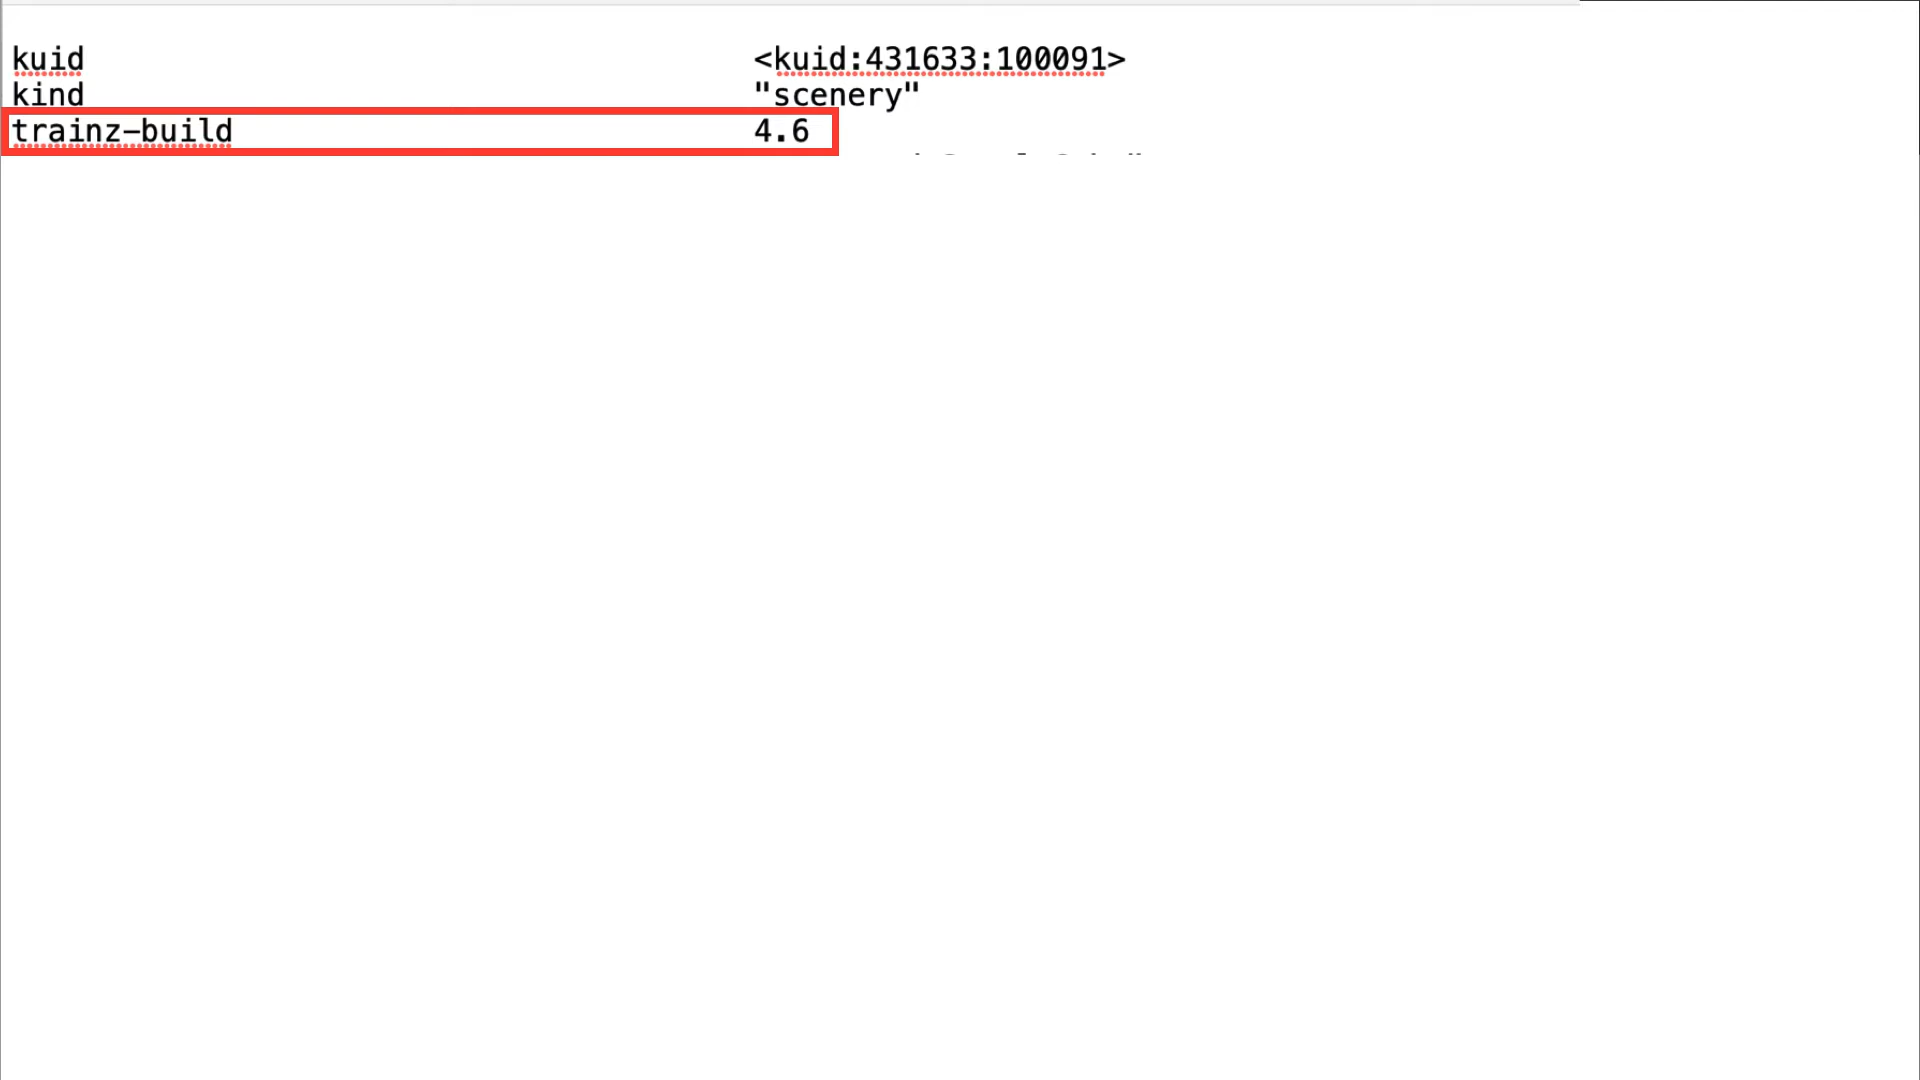 kuid <kuid:431633:100091>
kind "scenery"
trainz-build 4.6